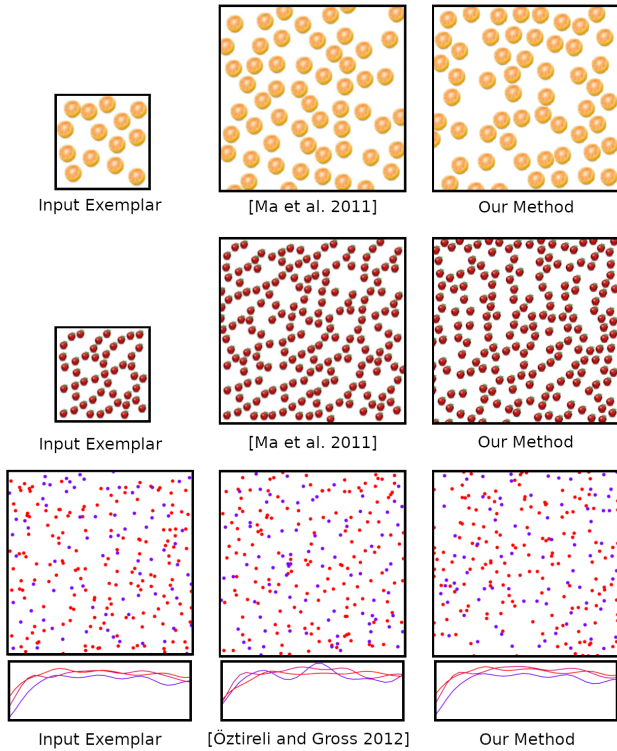 Input Exemplar
[Ma et al. 2011]
Our Method
Input Exemplar
[Ma et al. 2011]
Our Method
Input Exemplar
[Öztireli and Gross 2012]
Our Method